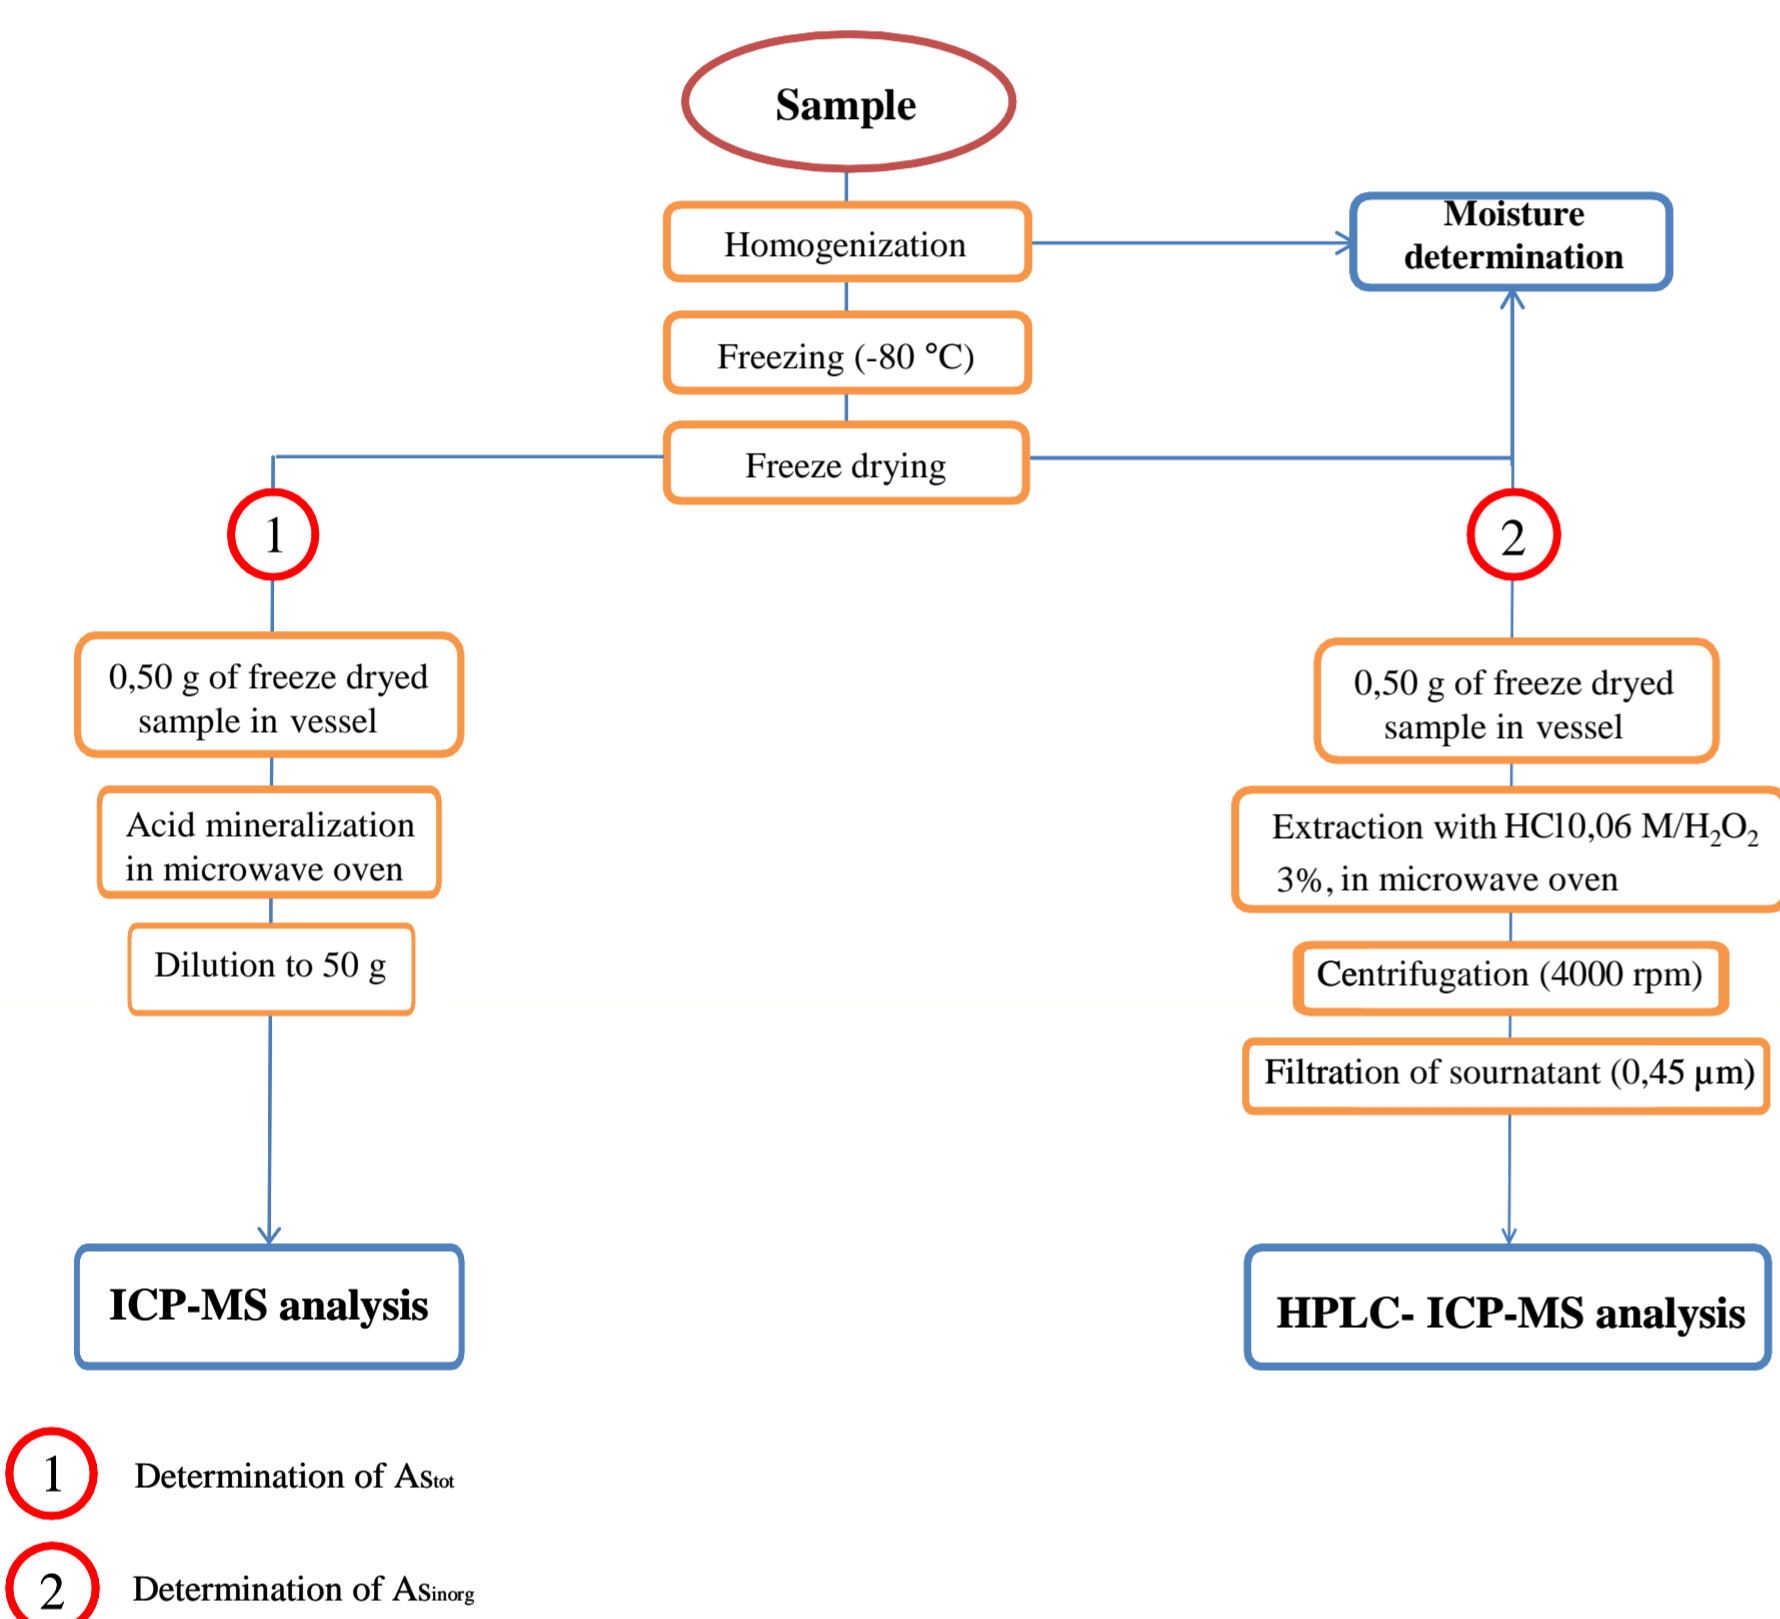 Sample
Homogenization
Moisture
determination
Freezing (-80 °C)
Freeze drying
1
2
0,50 g of freeze dryed
sample in vessel
Acid mineralization
in microwave oven
Dilution to 50 g
ICP-MS analysis
0,50 g of freeze dryed
sample in vessel
Extraction with HCl0,06 M/H₂O₂
3%, in microwave oven
Centrifugation (4000 rpm)
Filtration of sournatant (0,45 µm)
HPLC- ICP-MS analysis
1 Determination of Astot
2 Determination of Asinorg